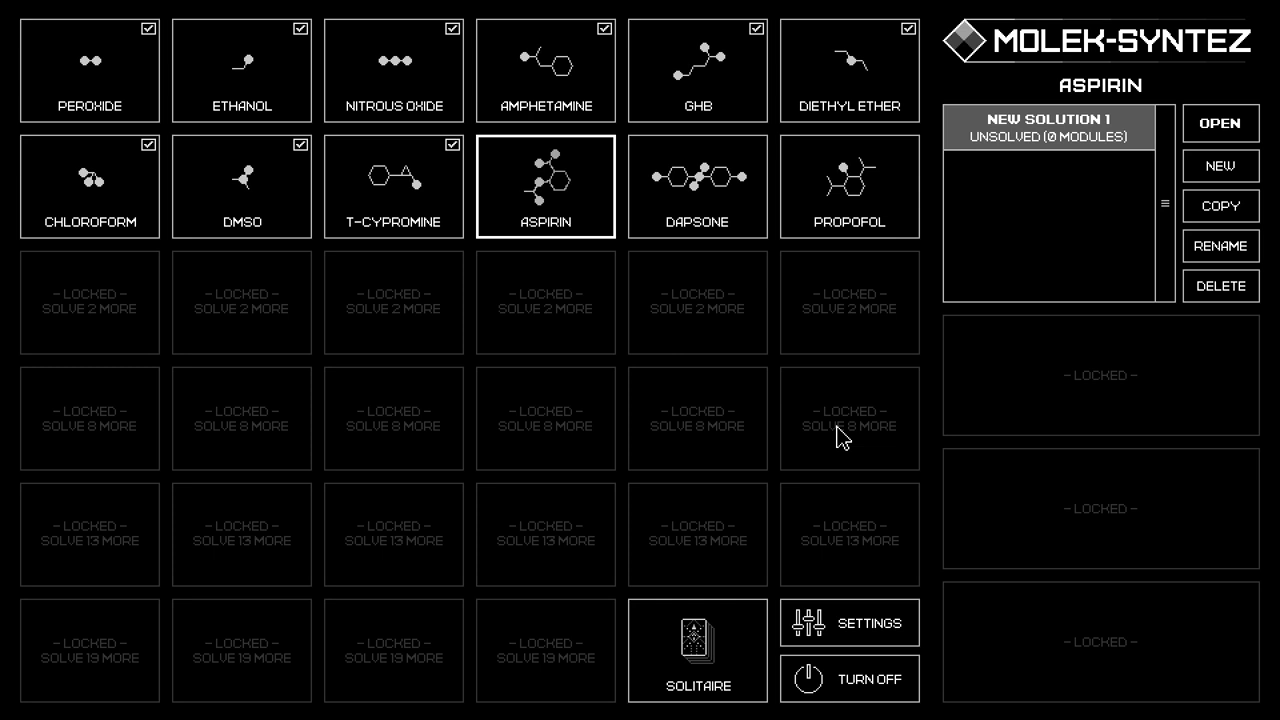 MOLEK-SYNTEZ
PEROXIDE
ETHANOL
NITROUS OXIDE
AMPHETAMINE
GHB
DIETHYL ETHER
CHLOROFORM
DMSO
T-CYPROMINE
ASPIRIN
DAPSONE
PROPOFOL
- LOCKED -
SOLVE 2 MORE
- LOCKED -
SOLVE 2 MORE
- LOCKED -
SOLVE 2 MORE
- LOCKED -
SOLVE 2 MORE
- LOCKED -
SOLVE 2 MORE
- LOCKED -
SOLVE 2 MORE
- LOCKED -
SOLVE 8 MORE
- LOCKED -
SOLVE 8 MORE
- LOCKED -
SOLVE 8 MORE
- LOCKED -
SOLVE 8 MORE
- LOCKED -
SOLVE 8 MORE
- LOCKED -
SOLVE 8 MORE
- LOCKED -
SOLVE 13 MORE
- LOCKED -
SOLVE 13 MORE
- LOCKED -
SOLVE 13 MORE
- LOCKED -
SOLVE 13 MORE
- LOCKED -
SOLVE 13 MORE
- LOCKED -
SOLVE 13 MORE
- LOCKED -
SOLVE 19 MORE
- LOCKED -
SOLVE 19 MORE
- LOCKED -
SOLVE 19 MORE
- LOCKED -
SOLVE 19 MORE
SOLITAIRE
SETTINGS
TURN OFF
ASPIRIN
NEW SOLUTION 1
UNSOLVED (0 MODULES)
OPEN
NEW
COPY
RENAME
DELETE
- LOCKED -
- LOCKED -
- LOCKED -